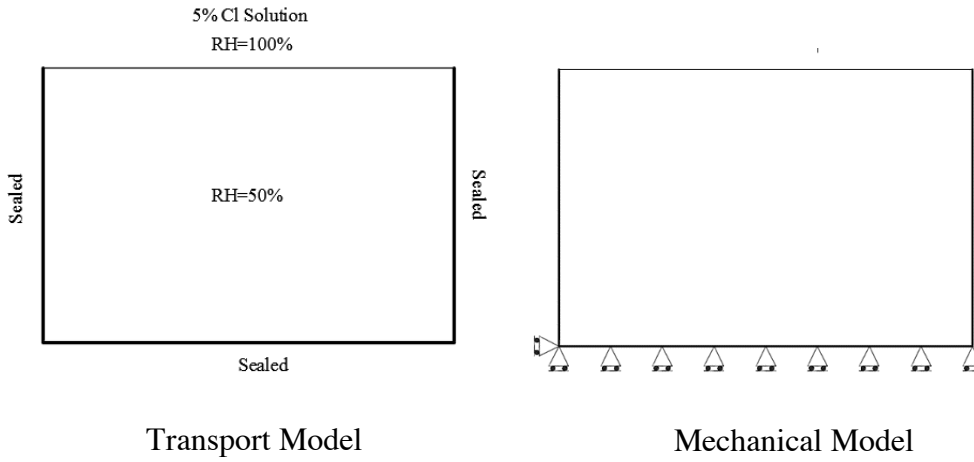 5% Cl Solution
RH=100%
Sealed
RH=50%
Sealed
Sealed
Transport Model
Mechanical Model